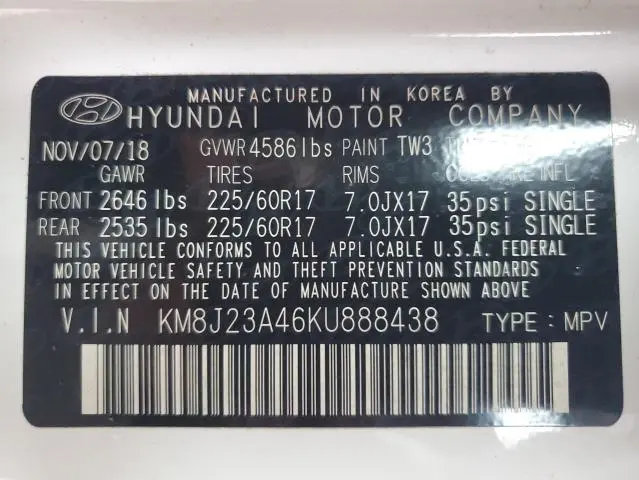 MANUFACTURED IN KOREA BY
HYUNDAI MOTOR COMPANY
NOV/07/18 GVWR 4586 lbs PAINT TW3
GAWR TIRES RIMS INFL
FRONT 2646 lbs 225/60R17 7.0JX17 35psi SINGLE
REAR 2535 lbs 225/60R17 7.0JX17 35psi SINGLE
THIS VEHICLE CONFORMS TO ALL APPLICABLE U.S.A. FEDERAL
MOTOR VEHICLE SAFETY AND THEFT PREVENTION STANDARDS
IN EFFECT ON THE DATE OF MANUFACTURE SHOWN ABOVE.
V.I.N KM8J23A46KU888438 TYPE : MPV